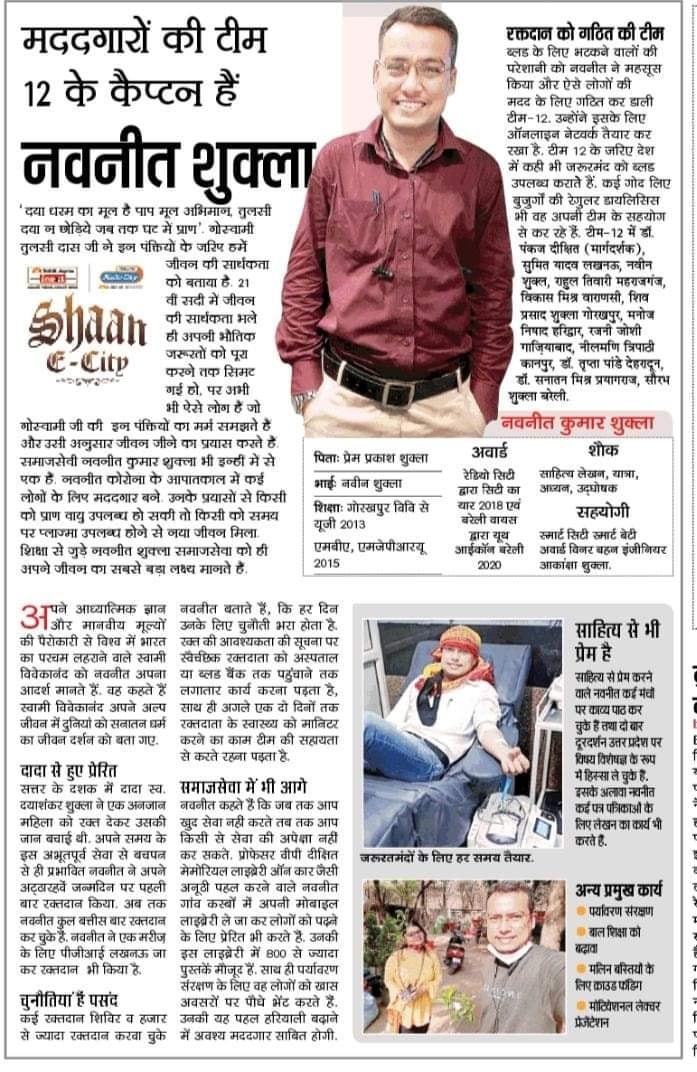 मददगारों की टीम
12 के कैप्टन हैं
नवनीत शुक्ला
'दया धरम का मूल है पाप मूल अभिमान, तुलसी
दया न छोड़िये जब तक घट में प्राण'. गोस्वामी
तुलसी दास जी ने इन पंक्तियों के जरिए हमें
जीवन की सार्थकता
को बताया है. 21
वीं सदी में जीवन
की सार्थकता भले
ही अपनी भौतिक
जरूरतों को पूरा
करने तक सिमट
गई हो, पर अभी
भी ऐसे लोग हैं जो
Shaan
E-City
गोस्वामी जी की इन पंक्तियों का मर्म समझते हैं
और उसी अनुसार जीवन जीने का प्रयास करते हैं.
समाजसेवी नवनीत कुमार शुक्ला भी इन्हीं में से
एक हैं. नवनीत कोरोना के आपातकाल में कई
लोगों के लिए मददगार बने. उनके प्रयासों से किसी
को प्राण वायु उपलब्ध हो सकी तो किसी को समय
पर प्लाज्मा उपलब्ध होने से नया जीवन मिला.
शिक्षा से जुड़े नवनीत शुक्ला समाजसेवा को ही
अपने जीवन का सबसे बड़ा लक्ष्य मानते हैं.
रक्तदान को गठित की टीम
ब्लड के लिए भटकने वालों की
परेशानी को नवनीत ने महसूस
किया और ऐसे लोगों की
मदद के लिए गठित कर डाली
टीम-12. उन्होंने इसके लिए
ऑनलाइन नेटवर्क तैयार कर
रखा है. टीम 12 के जरिए देश
में कही भी जरूरमंद को ब्लड
उपलब्ध कराते हैं. कई गोद लिए
बुजुर्गों की रेगुलर डायलिसिस
भी वह अपनी टीम के सहयोग
से कर रहे हैं. टीम-12 में डॉ.
पंकज दीक्षित (मार्गदर्शक),
सुमित यादव लखनऊ, नवीन
शुक्ल, राहुल तिवारी महराजगंज,
विकास मिश्र वाराणसी, शिव
प्रसाद शुक्ला गोरखपुर, मनोज
निषाद हरिद्वार, रजनी जोशी
गाजि़याबाद, नीलमणि त्रिपाठी
कानपुर, डॉ. तृप्ता पांडे देहरादून,
डॉ. सनातन मिश्र प्रयागराज, सौरभ
शुक्ला बरेली.
नवनीत कुमार शुक्ला
पिताः प्रेम प्रकाश शुक्ला
भाईः नवीन शुक्ला
शिक्षाः गोरखपुर विवि से
यूजी 2013
एमबीए, एमजेपीआरयू
2015
अवार्ड
रेडियो सिटी
द्वारा सिटी का
यार 2018 एवं
बरेली वायस
द्वारा यूथ
आईकॉन बरेली
2020
शौक
साहित्य लेखन, यात्रा,
अध्यन, उद्घोषक
सहयोगी
स्मार्ट सिटी स्मार्ट बेटी
अवार्ड विनर बहन इंजीनियर
आकांक्षा शुक्ला.
अपने आध्यात्मिक ज्ञान
और मानवीय मूल्यों
की पैरोकारी से विश्व में भारत
का परचम लहराने वाले स्वामी
विवेकानंद को नवनीत अपना
आदर्श मानते हैं. वह कहते हैं
स्वामी विवेकानंद अपने अल्प
जीवन में दुनियां को सनातन धर्म
का जीवन दर्शन को बता गए.
दादा से हुए प्रेरित
सत्तर के दशक में दादा स्व.
दयाशंकर शुक्ला ने एक अनजान
महिला को रक्त देकर उसकी
जान बचाई थी. अपने समय के
इस अभूतपूर्व सेवा से बचपन
से ही प्रभावित नवनीत ने अपने
अट्ठारहवें जन्मदिन पर पहली
बार रक्तदान किया. अब तक
नवनीत कुल बत्तीस बार रक्तदान
कर चुके हैं. नवनीत ने एक मरीज
के लिए पीजीआई लखनऊ जा
कर रक्तदान भी किया है.
चुनौतियां हैं पसंद
कई रक्तदान शिविर व हजार
से ज्यादा रक्तदान करवा चुके
नवनीत बताते हैं, कि हर दिन
उनके लिए चुनौती भरा होता है.
रक्त की आवश्यकता की सूचना पर
स्वैच्छिक रक्तदाता को अस्पताल
या ब्लड बैंक तक पहुंचाने तक
लगातार कार्य करना पड़ता है,
साथ ही अगले एक दो दिनों तक
रक्तदाता के स्वास्थ्य को मानिटर
करने का काम टीम की सहायता
से करते रहना पड़ता है.
समाजसेवा में भी आगे
नवनीत कहते हैं कि जब तक आप
खुद सेवा नही करते तब तक आप
किसी से सेवा की अपेक्षा नहीं
कर सकते. प्रोफेसर वीपी दीक्षित
मेमोरियल लाइब्रेरी ऑन कार जैसी
अनूठी पहल करने वाले नवनीत
गांव कस्बों में अपनी मोबाइल
लाइब्रेरी ले जा कर लोगों को पढ़ने
के लिए प्रेरित भी करते हैं. उनकी
इस लाइब्रेरी में 800 से ज्यादा
पुस्तकें मौजूद हैं. साथ ही पर्यावरण
संरक्षण के लिए वह लोगों को खास
अवसरों पर पौधे भेंट करते हैं.
उनकी यह पहल हरियाली बढ़ाने
में अवश्य मददगार साबित होगी.
जरूरतमंदों के लिए हर समय तैयार.
साहित्य से भी
प्रेम है
साहित्य से प्रेम करने
वाले नवनीत कई मंचों
पर काव्य पाठ कर
चुके हैं तथा दो बार
दूरदर्शन उत्तर प्रदेश पर
विषय विशेषज्ञ के रूप
में हिस्सा ले चुके हैं.
इसके अलावा नवनीत
कई पत्र पत्रिकाओं के
लिए लेखन का कार्य भी
करते हैं.
अन्य प्रमुख कार्य
पर्यावरण संरक्षण
बाल शिक्षा को
बढ़ावा
मलिन बस्तियों के
लिए क्राउड फंडिग
मोटिवेशनल लेक्चर
प्रेजेंटेशन